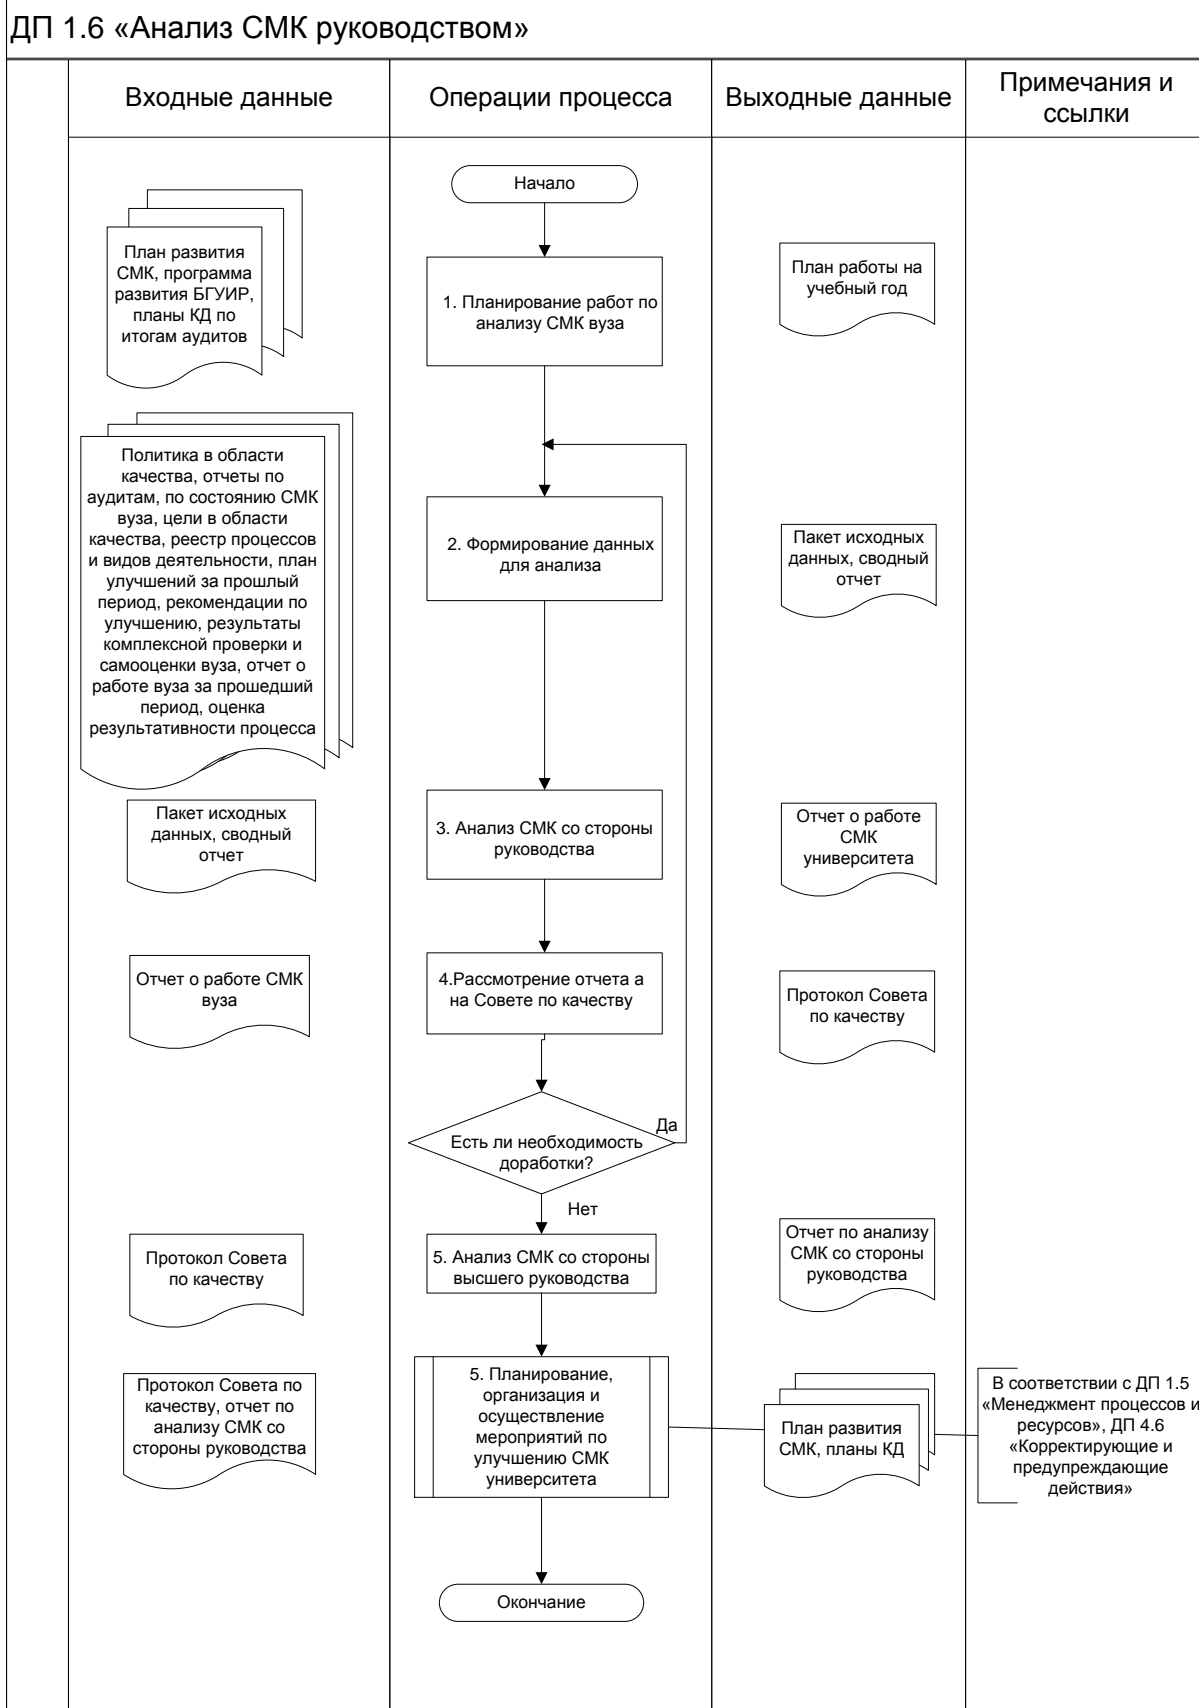 ДП 1.6 «Анализ СМК руководством»
Входные данные
Операции процесса
Выходные данные
Примечания и
ссылки
Начало
План развития
СМК, программа
развития БГУИР,
планы КД по
итогам аудитов
1. Планирование работ по
анализу СМК вуза
План работы на
учебный год
Политика в области
качества, отчеты по
аудитам, по состоянию СМК
вуза, цели в области
качества, реестр процессов
и видов деятельности, план
улучшений за прошлый
период, рекомендации по
улучшению, результаты
комплексной проверки и
самооценки вуза, отчет о
работе вуза за прошедший
период, оценка
результативности процесса
2. Формирование данных
для анализа
Пакет исходных
данных, сводный
отчет
Пакет исходных
данных, сводный
отчет
3. Анализ СМК со стороны
руководства
Отчет о работе
СМК
университета
Отчет о работе СМК
вуза
4.Рассмотрение отчета а
на Совете по качеству
Протокол Совета
по качеству
Есть ли необходимость
доработки?
Да
Нет
Протокол Совета
по качеству
5. Анализ СМК со стороны
высшего руководства
Отчет по анализу
СМК со стороны
руководства
Протокол Совета по
качеству, отчет по
анализу СМК со
стороны руководства
5. Планирование,
организация и
осуществление
мероприятий по
улучшению СМК
университета
План развития
СМК, планы КД
В соответствии с ДП 1.5
«Менеджмент процессов и
ресурсов», ДП 4.6
«Корректирующие и
предупреждающие
действия»
Окончание